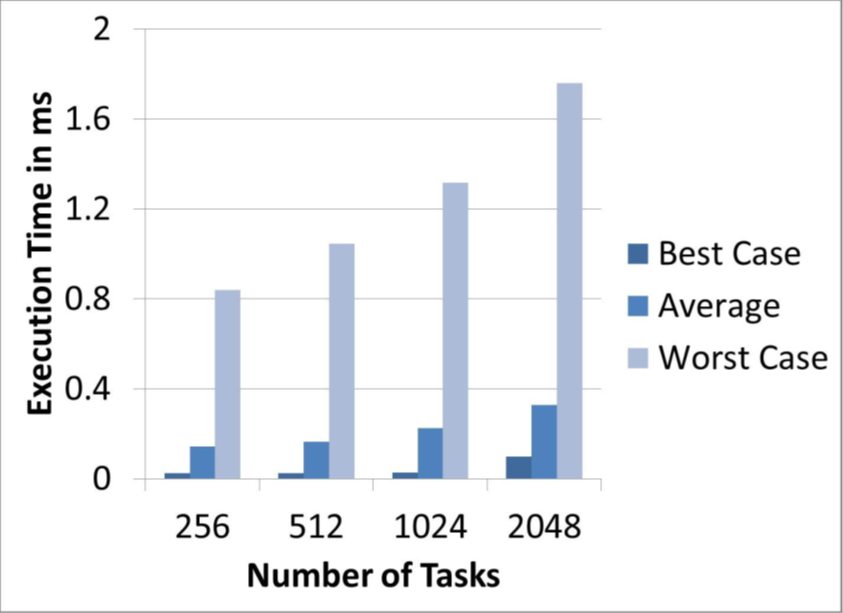 2
1.6
1.2
0.8
0.4
0
Execution Time in ms
256 512 1024 2048
Number of Tasks
Best Case
Average
Worst Case